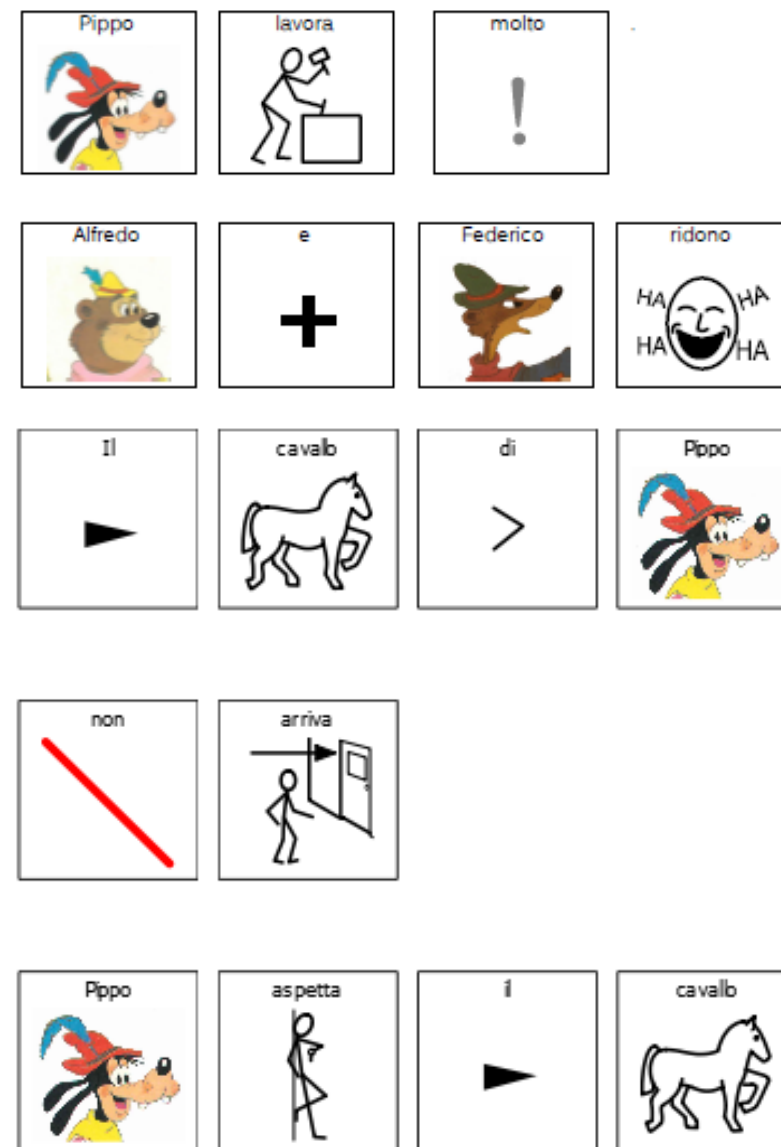 Pippo lavora molto
Alfredo e Federico ridono
HA HA
HA HA
Il cavallo di Pippo
non arriva
Pippo aspetta il cavallo